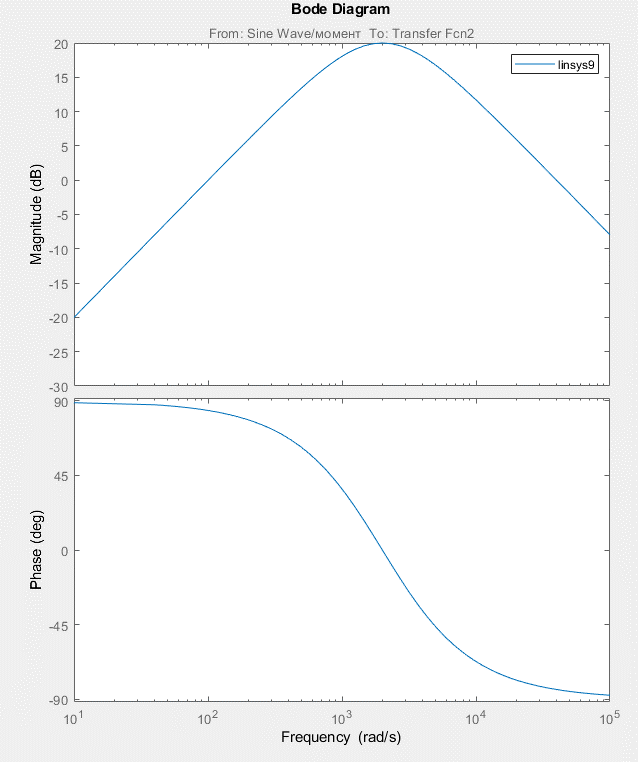 Bode Diagram
From: Sine Wave/момент To: Transfer Fcn2
linsys9
Magnitude (dB)
20
15
10
5
0
-5
-10
-15
-20
-25
-30
Phase (deg)
90
45
0
-45
-90
10^1 10^2 10^3 10^4 10^5
Frequency (rad/s)